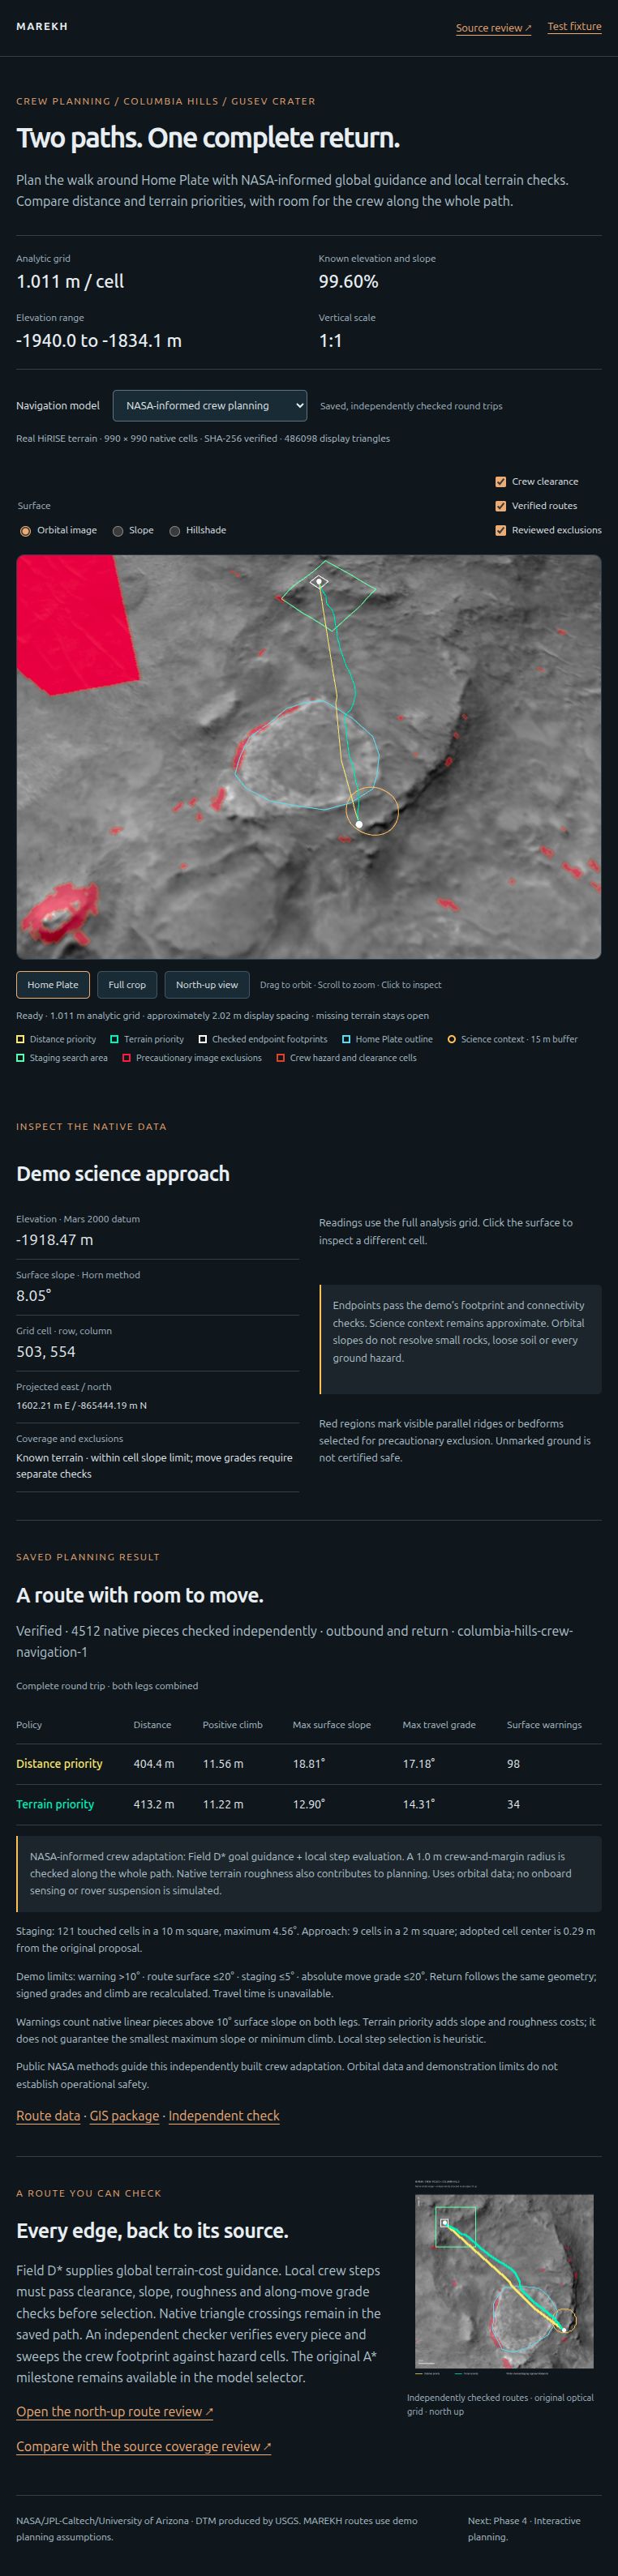 MAREKH
Source review ↗
Test fixture
CREW PLANNING / COLUMBIA HILLS / GUSEV CRATER
Two paths. One complete return.
Plan the walk around Home Plate with NASA-informed global guidance and local terrain checks.
Compare distance and terrain priorities, with room for the crew along the whole path.
Analytic grid
1.011 m / cell
Known elevation and slope
99.60%
Elevation range
-1940.0 to -1834.1 m
Vertical scale
1:1
Navigation model
NASA-informed crew planning
Saved, independently checked round trips
Real HiRISE terrain · 990 × 990 native cells · SHA-256 verified · 486098 display triangles
Surface
Orbital image
Slope
Hillshade
Crew clearance
Verified routes
Reviewed exclusions
Home Plate
Full crop
North-up view
Drag to orbit · Scroll to zoom · Click to inspect
Ready · 1.011 m analytic grid · approximately 2.02 m display spacing · missing terrain stays open
Distance priority
Terrain priority
Checked endpoint footprints
Home Plate outline
Science context · 15 m buffer
Staging search area
Precautionary image exclusions
Crew hazard and clearance cells
INSPECT THE NATIVE DATA
Demo science approach
Elevation · Mars 2000 datum
-1918.47 m
Surface slope · Horn method
8.05°
Grid cell · row, column
503, 554
Projected east / north
1602.21 m E / -865444.19 m N
Coverage and exclusions
Known terrain · within cell slope limit; move grades require
separate checks
Readings use the full analysis grid. Click the surface to
inspect a different cell.
Endpoints pass the demo's footprint and connectivity
checks. Science context remains approximate. Orbital
slopes do not resolve small rocks, loose soil or every
ground hazard.
Red regions mark visible parallel ridges or bedforms
selected for precautionary exclusion. Unmarked ground is
not certified safe.
SAVED PLANNING RESULT
A route with room to move.
Verified · 4512 native pieces checked independently · outbound and return · columbia-hills-crew-
navigation-1
Complete round trip · both legs combined
Policy Distance Positive climb Max surface slope Max travel grade Surface warnings
Distance priority 404.4 m 11.56 m 18.81° 17.18° 98
Terrain priority 413.2 m 11.22 m 12.90° 14.31° 34
NASA-informed crew adaptation: Field D* goal guidance + local step evaluation. A 1.0 m crew-and-margin radius is
checked along the whole path. Native terrain roughness also contributes to planning. Uses orbital data; no onboard
sensing or rover suspension is simulated.
Staging: 121 touched cells in a 10 m square, maximum 4.56°. Approach: 9 cells in a 2 m square; adopted cell center is 0.29 m
from the original proposal.
Demo limits: warning >10° · route surface ≤20° · staging ≤5° · absolute move grade ≤20°. Return follows the same geometry;
signed grades and climb are recalculated. Travel time is unavailable.
Warnings count native linear pieces above 10° surface slope on both legs. Terrain priority adds slope and roughness costs; it
does not guarantee the smallest maximum slope or minimum climb. Local step selection is heuristic.
Public NASA methods guide this independently built crew adaptation. Orbital data and demonstration limits do not
establish operational safety.
Route data · GIS package · Independent check
A ROUTE YOU CAN CHECK
Every edge, back to its source.
Field D* supplies global terrain-cost guidance. Local crew steps
must pass clearance, slope, roughness and along-move grade
checks before selection. Native triangle crossings remain in the
saved path. An independent checker verifies every piece and
sweeps the crew footprint against hazard cells. The original A*
milestone remains available in the model selector.
Open the north-up route review ↗
Compare with the source coverage review ↗
Independently checked routes · original optical
grid · north up
NASA/JPL-Caltech/University of Arizona · DTM produced by USGS. MAREKH routes use demo
planning assumptions.
Next: Phase 4 · Interactive
planning.